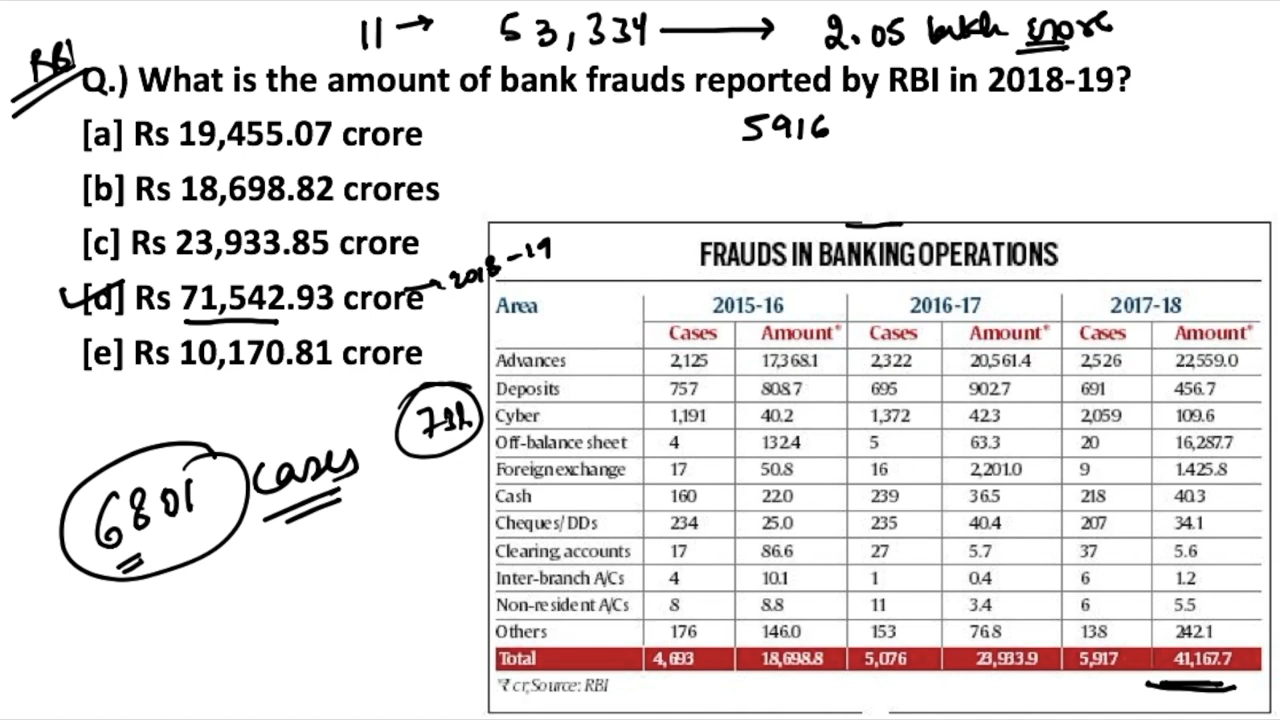 11 → 53,334 → 2.05 lakh crore
RBI
Q.) What is the amount of bank frauds reported by RBI in 2018-19?
5916
[a] Rs 19,455.07 crore
[b] Rs 18,698.82 crores
[c] Rs 23,933.85 crore
[d] Rs 71,542.93 crore → 2018-19
[e] Rs 10,170.81 crore
6801 cases
FRAUDS IN BANKING OPERATIONS
Area 2015-16 2016-17 2017-18
Cases Amount* Cases Amount* Cases Amount*
Advances 2,125 17,368.1 2,322 20,561.4 2,526 22,559.0
Deposits 757 808.7 695 902.7 691 456.7
Cyber 1,191 40.2 1,372 42.3 2,059 109.6
Off-balance sheet 4 132.4 5 63.3 20 16,287.7
Foreign exchange 17 50.8 16 2,201.0 9 1,425.8
Cash 160 22.0 239 36.5 218 40.3
Cheques/DDs 234 25.0 235 40.4 207 34.1
Clearing accounts 17 86.6 27 5.7 37 5.6
Inter-branch A/Cs 4 10.1 1 0.4 6 1.2
Non-resident A/Cs 8 8.8 11 3.4 6 5.5
Others 176 146.0 153 76.8 138 242.1
Total 4,693 18,698.8 5,076 23,933.9 5,917 41,167.7
*₹ cr; Source: RBI